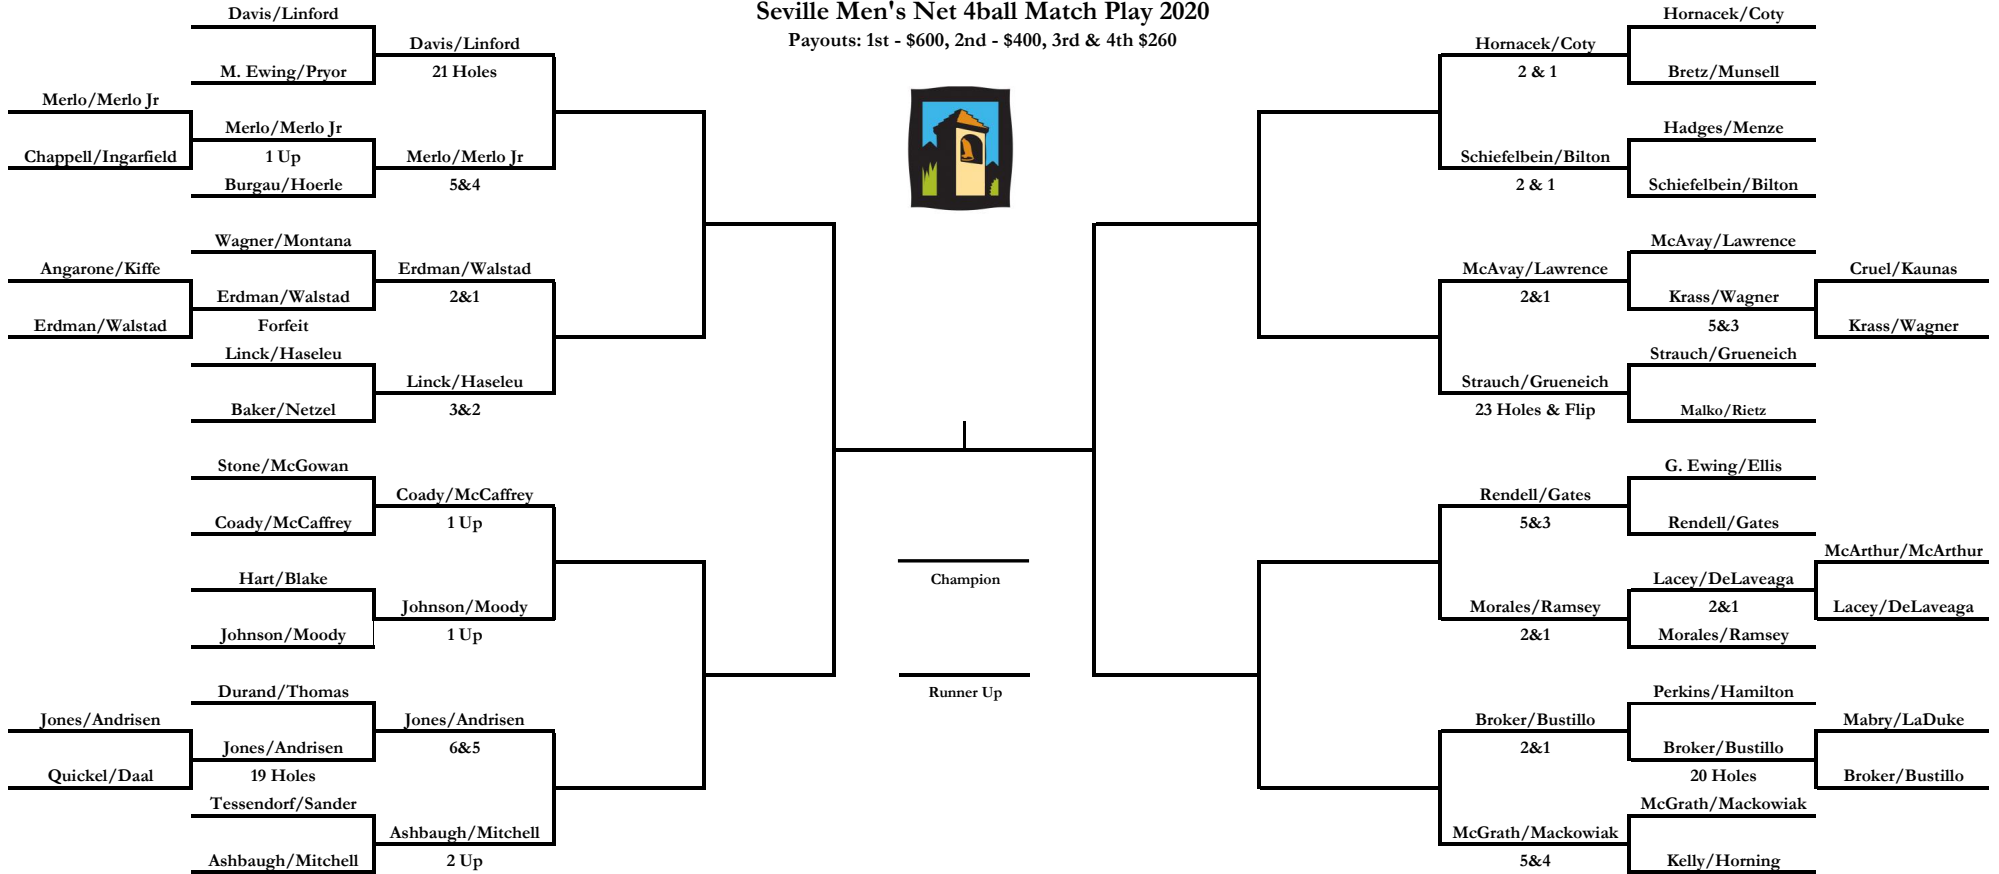 Seville Men's Net 4ball Match Play 2020
Payouts: 1st - $600, 2nd - $400, 3rd & 4th $260
Davis/Linford
Davis/Linford
M. Ewing/Pryor
21 Holes
Merlo/Merlo Jr
Merlo/Merlo Jr
Chappell/Ingarfield
1 Up
Merlo/Merlo Jr
Burgau/Hoerle
5&4
Wagner/Montana
Angarone/Kiffe
Erdman/Walstad
Erdman/Walstad
2&1
Erdman/Walstad
Forfeit
Linck/Haseleu
Linck/Haseleu
Baker/Netzel
3&2
Stone/McGowan
Coady/McCaffrey
Coady/McCaffrey
1 Up
Hart/Blake
Johnson/Moody
Johnson/Moody
1 Up
Durand/Thomas
Jones/Andrisen
Jones/Andrisen
Jones/Andrisen
6&5
Quickel/Daal
19 Holes
Tessendorf/Sander
Ashbaugh/Mitchell
Ashbaugh/Mitchell
2 Up
Champion
Runner Up
Hornacek/Coty
Hornacek/Coty
2 & 1
Bretz/Munsell
Hadges/Menze
Schiefelbein/Bilton
2 & 1
Schiefelbein/Bilton
McAvay/Lawrence
McAvay/Lawrence
Cruel/Kaunas
2&1
Krass/Wagner
5&3
Krass/Wagner
Strauch/Grueneich
Strauch/Grueneich
23 Holes & Flip
Malko/Rietz
G. Ewing/Ellis
Rendell/Gates
5&3
Rendell/Gates
McArthur/McArthur
Lacey/DeLaveaga
Morales/Ramsey
2&1
Lacey/DeLaveaga
2&1
Morales/Ramsey
Perkins/Hamilton
Broker/Bustillo
Mabry/LaDuke
2&1
Broker/Bustillo
20 Holes
Broker/Bustillo
McGrath/Mackowiak
McGrath/Mackowiak
5&4
Kelly/Horning